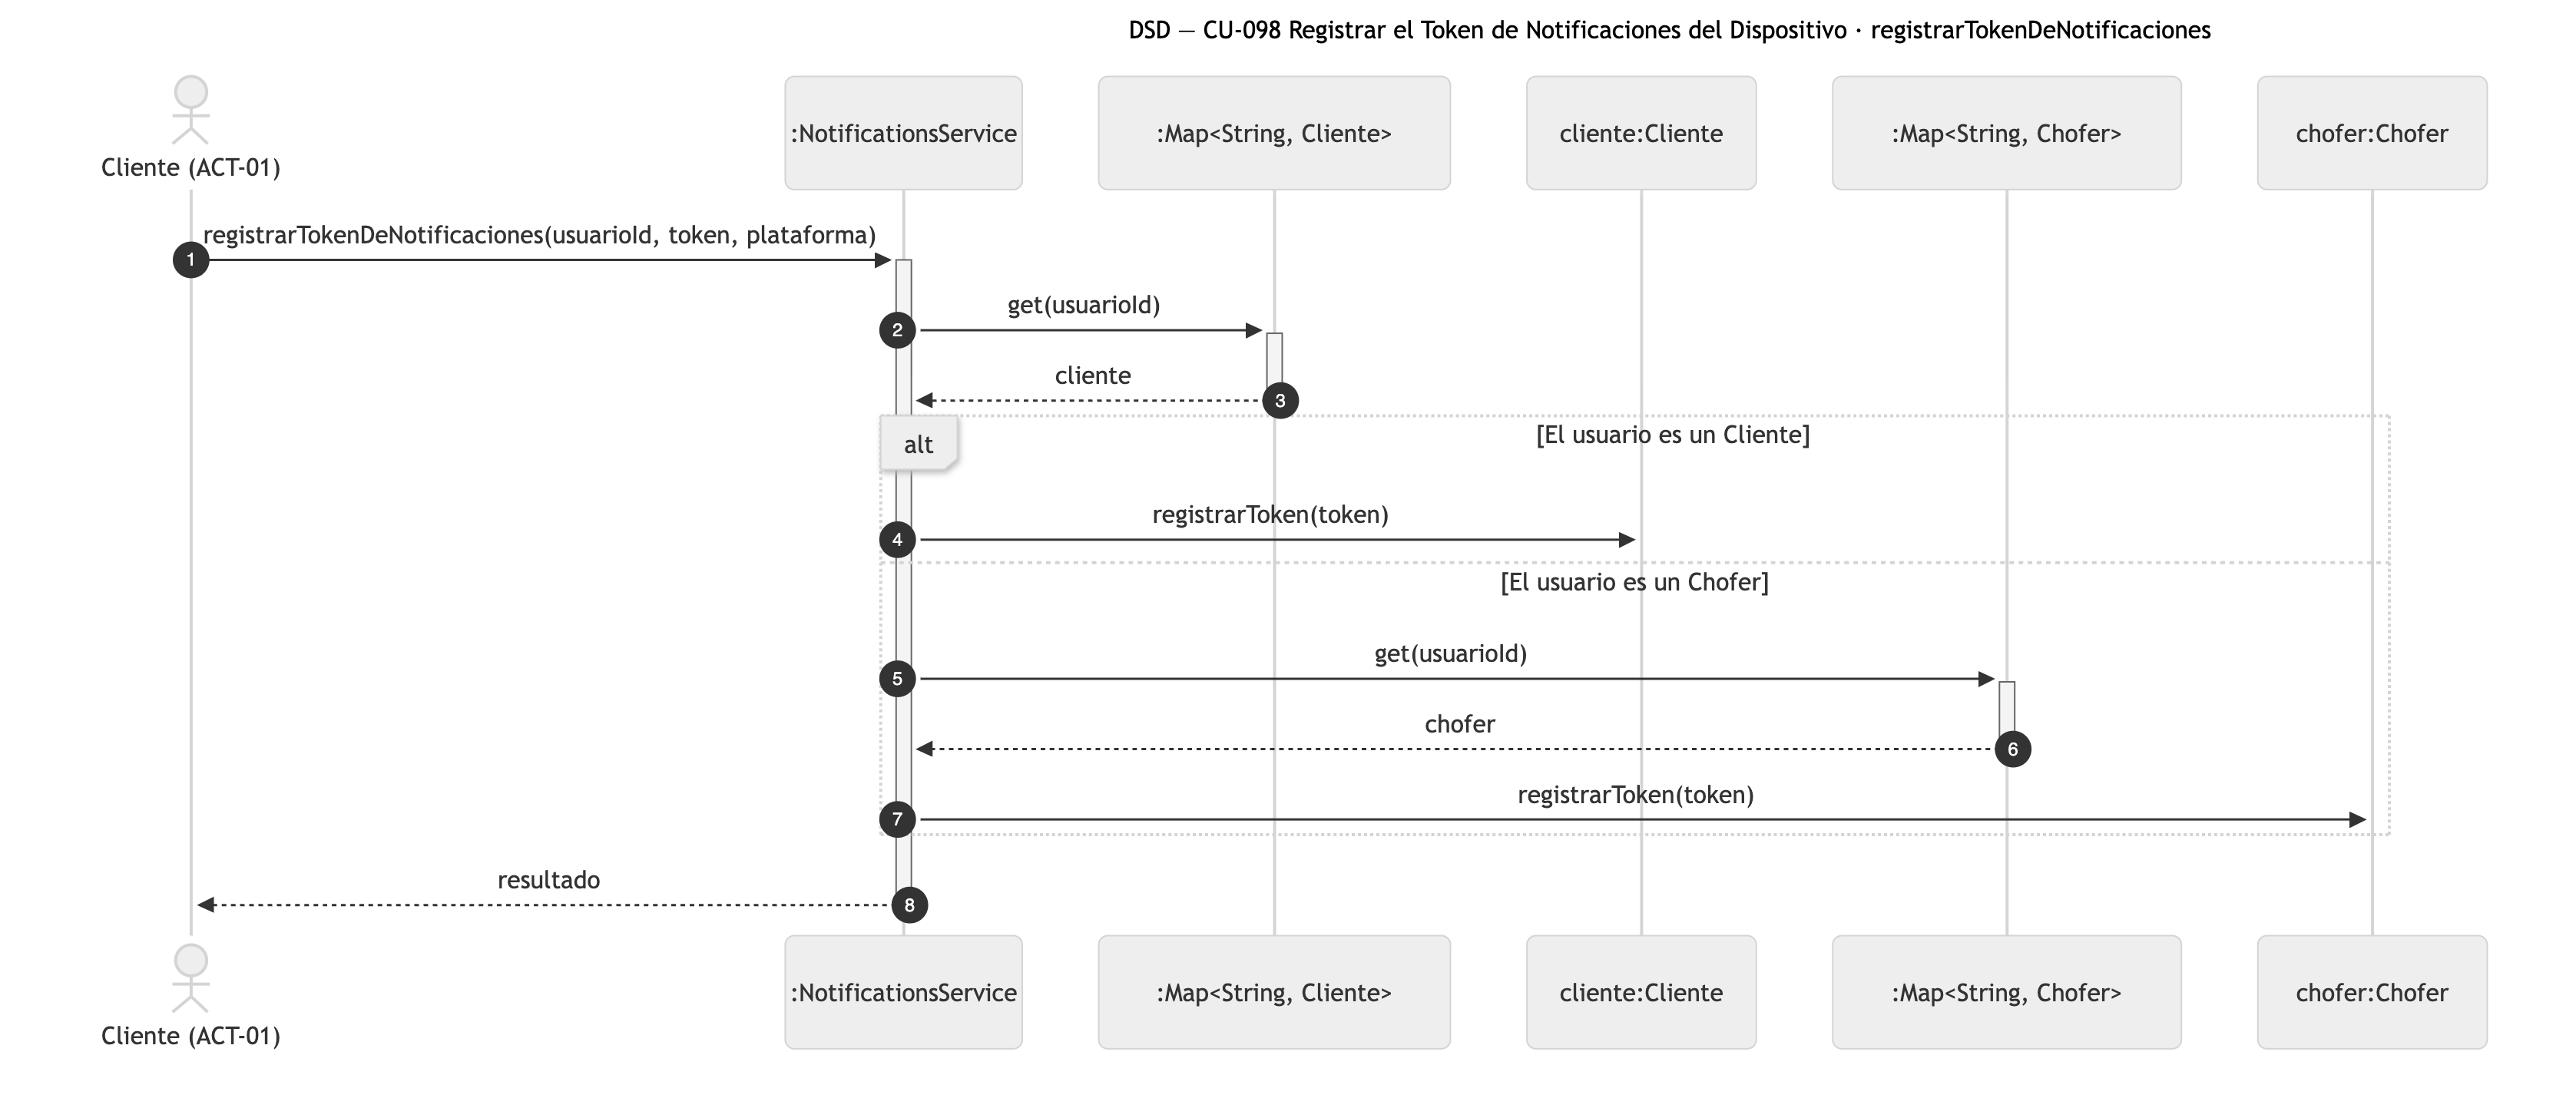 DSD — CU-098 Registrar el Token de Notificaciones del Dispositivo · registrarTokenDeNotificaciones
Cliente (ACT-01)
:NotificationsService
:Map<String, Cliente>
cliente:Cliente
:Map<String, Chofer>
chofer:Chofer
registrarTokenDeNotificaciones(usuarioId, token, plataforma)
1
get(usuarioId)
2
cliente
3
alt
[El usuario es un Cliente]
registrarToken(token)
4
[El usuario es un Chofer]
get(usuarioId)
5
chofer
6
registrarToken(token)
7
resultado
8
Cliente (ACT-01)
:NotificationsService
:Map<String, Cliente>
cliente:Cliente
:Map<String, Chofer>
chofer:Chofer